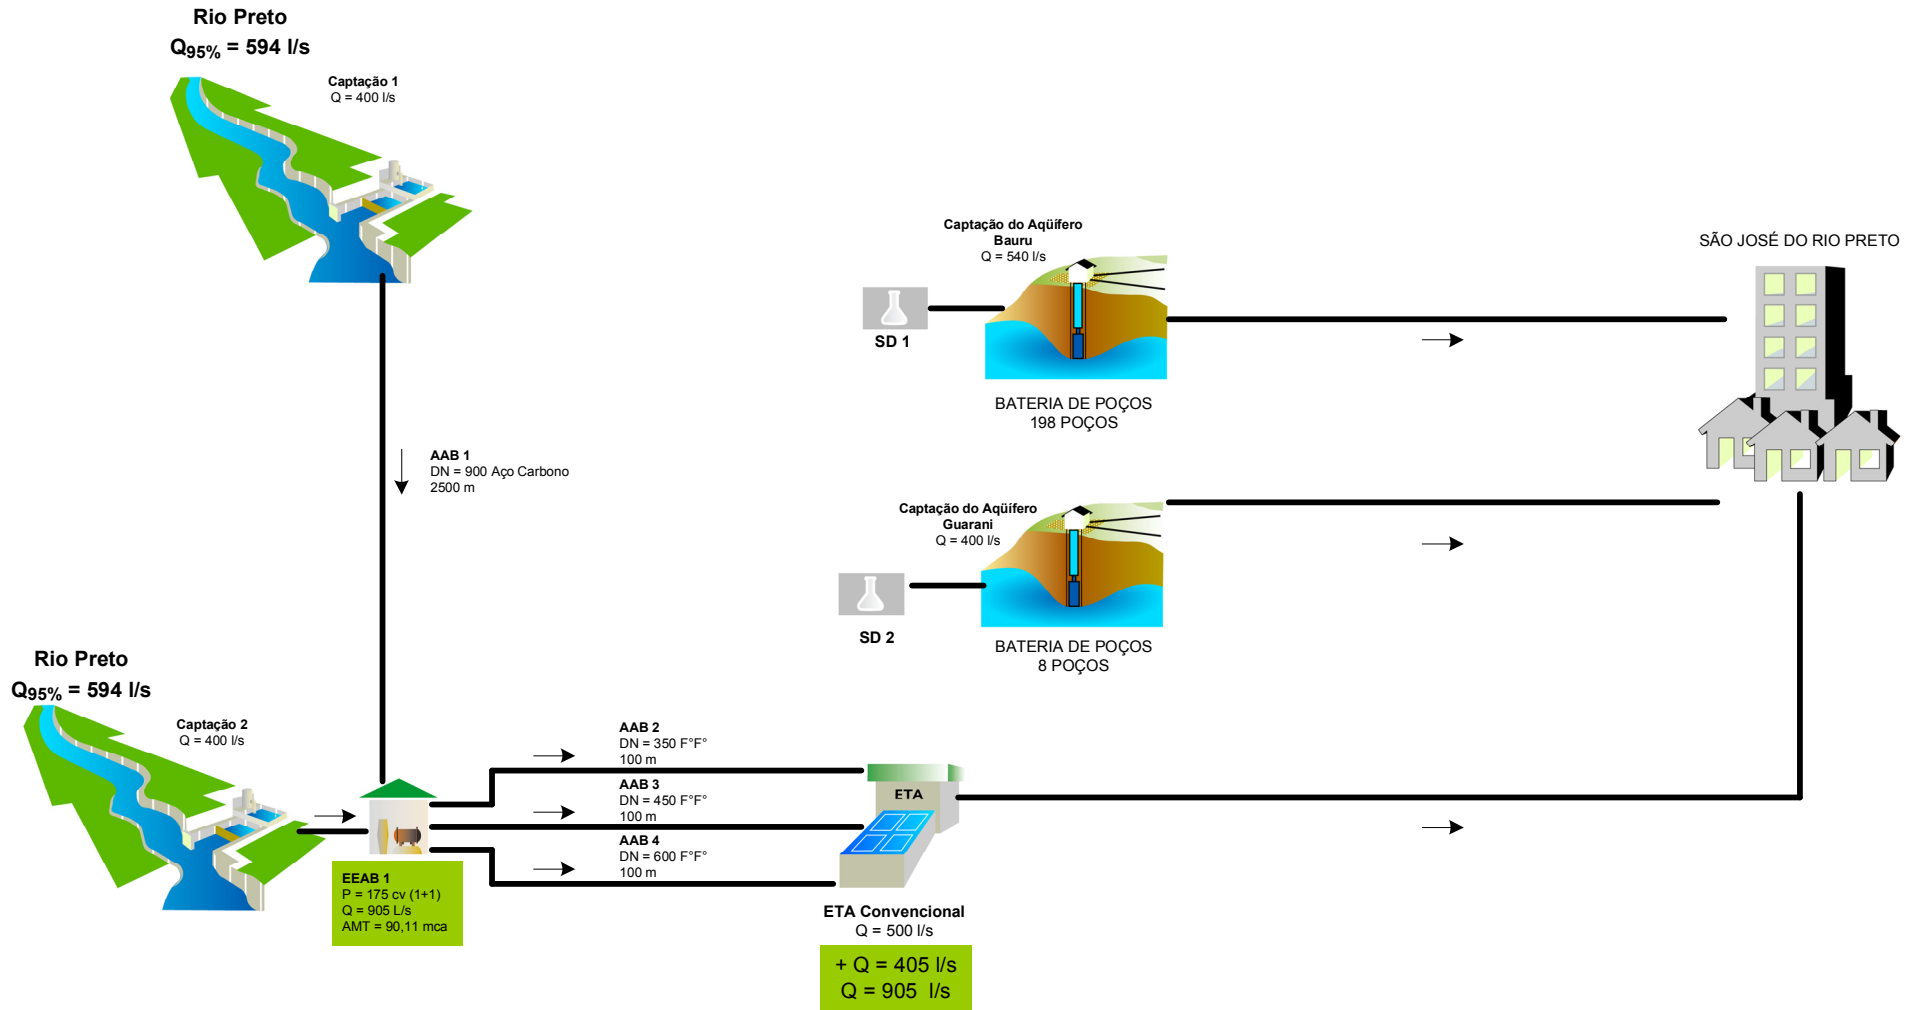 Rio Preto
Q95% = 594 l/s
Captação 1
Q = 400 l/s
Captação do Aqüífero
Bauru
Q = 540 l/s
SÃO JOSÉ DO RIO PRETO
SD 1
BATERIA DE POÇOS
198 POÇOS
AAB 1
DN = 900 Aço Carbono
2500 m
Captação do Aqüífero
Guarani
Q = 400 l/s
SD 2
BATERIA DE POÇOS
8 POÇOS
Rio Preto
Q95% = 594 l/s
Captação 2
Q = 400 l/s
AAB 2
DN = 350 F°F°
100 m
AAB 3
DN = 450 F°F°
100 m
AAB 4
DN = 600 F°F°
100 m
ETA
EEAB 1
P = 175 cv (1+1)
Q = 905 L/s
AMT = 90,11 mca
ETA Convencional
Q = 500 l/s
+ Q = 405 l/s
Q = 905 l/s